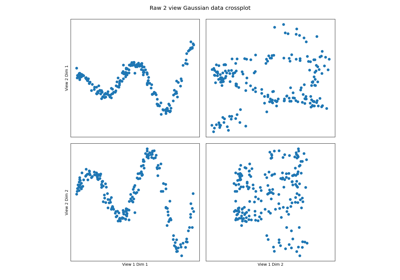 Raw 2 view Gaussian data crossplot
View 2 Dim 1
View 2 Dim 2
View 1 Dim 1
View 1 Dim 2